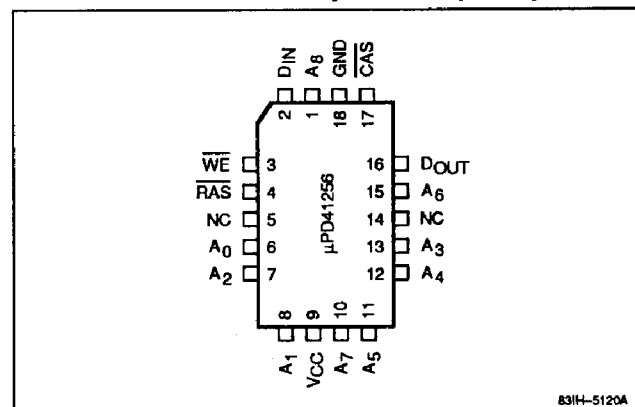 DIN A8 GND CAS
2 1 18 17
WE 3 16 DOUT
RAS 4 15 A6
NC 5 14 NC
A0 6 13 A3
A2 7 12 A4
µPD41256
8 9 10 11
A1 VCC A7 A5
83IH-5120A